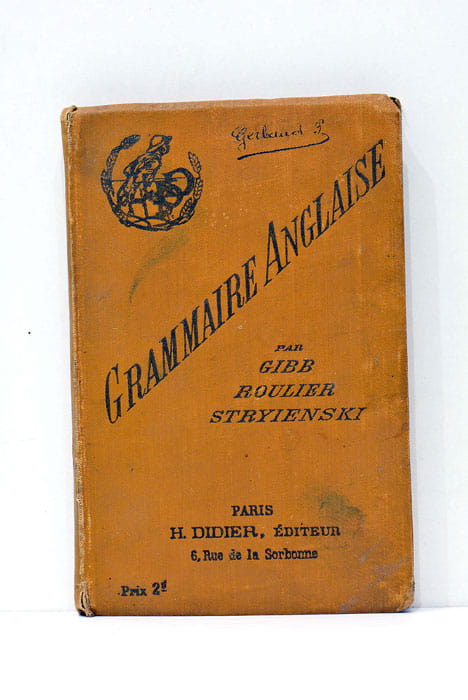 Gerbaud P.
GRAMMAIRE ANGLAISE
PAR
GIBB
ROULIER
STRYIENSKI
PARIS
H. DIDIER, ÉDITEUR
6, Rue de la Sorbonne
Prix 2f